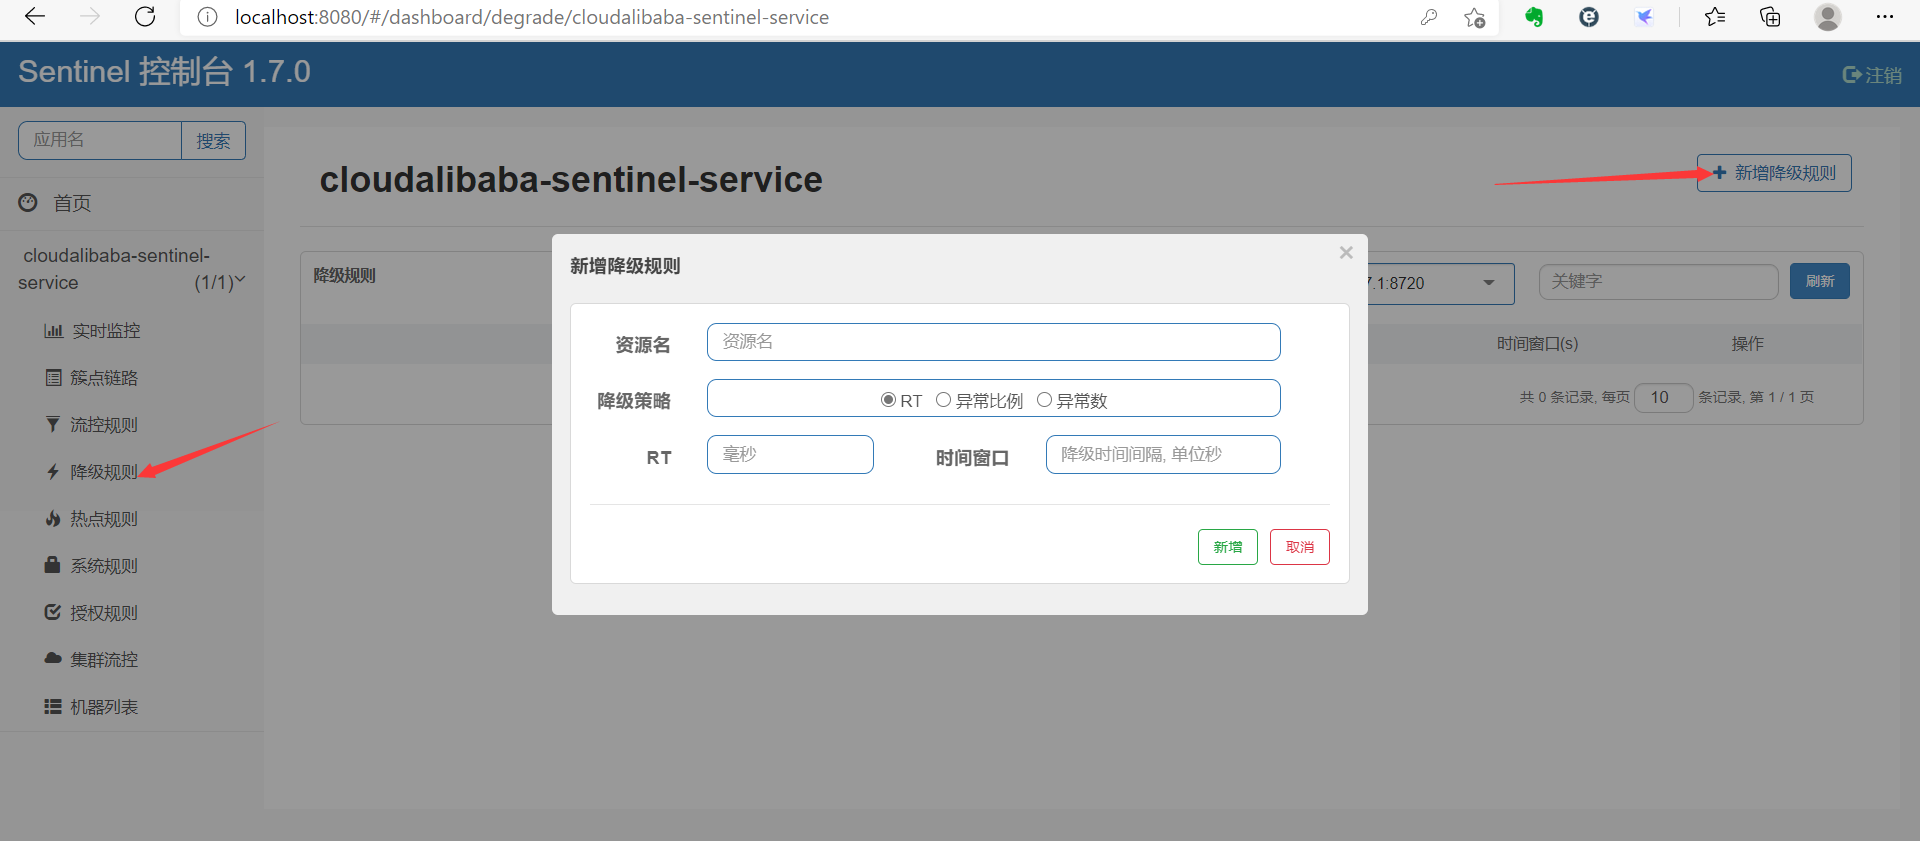 localhost:8080/#/dashboard/degrade/cloudalibaba-sentinel-service
Sentinel 控制台 1.7.0
注销
应用名
搜索
首页
cloudalibaba-sentinel-
service
(1/1)
实时监控
簇点链路
流控规则
降级规则
热点规则
系统规则
授权规则
集群流控
机器列表
cloudalibaba-sentinel-service
新增降级规则
降级规则
7.1:8720
关键字
刷新
时间窗口(s)
操作
共 0 条记录, 每页 10 条记录, 第 1 / 1 页
新增降级规则
×
资源名
资源名
降级策略
RT 异常比例 异常数
RT
毫秒
时间窗口
降级时间间隔, 单位秒
新增
取消